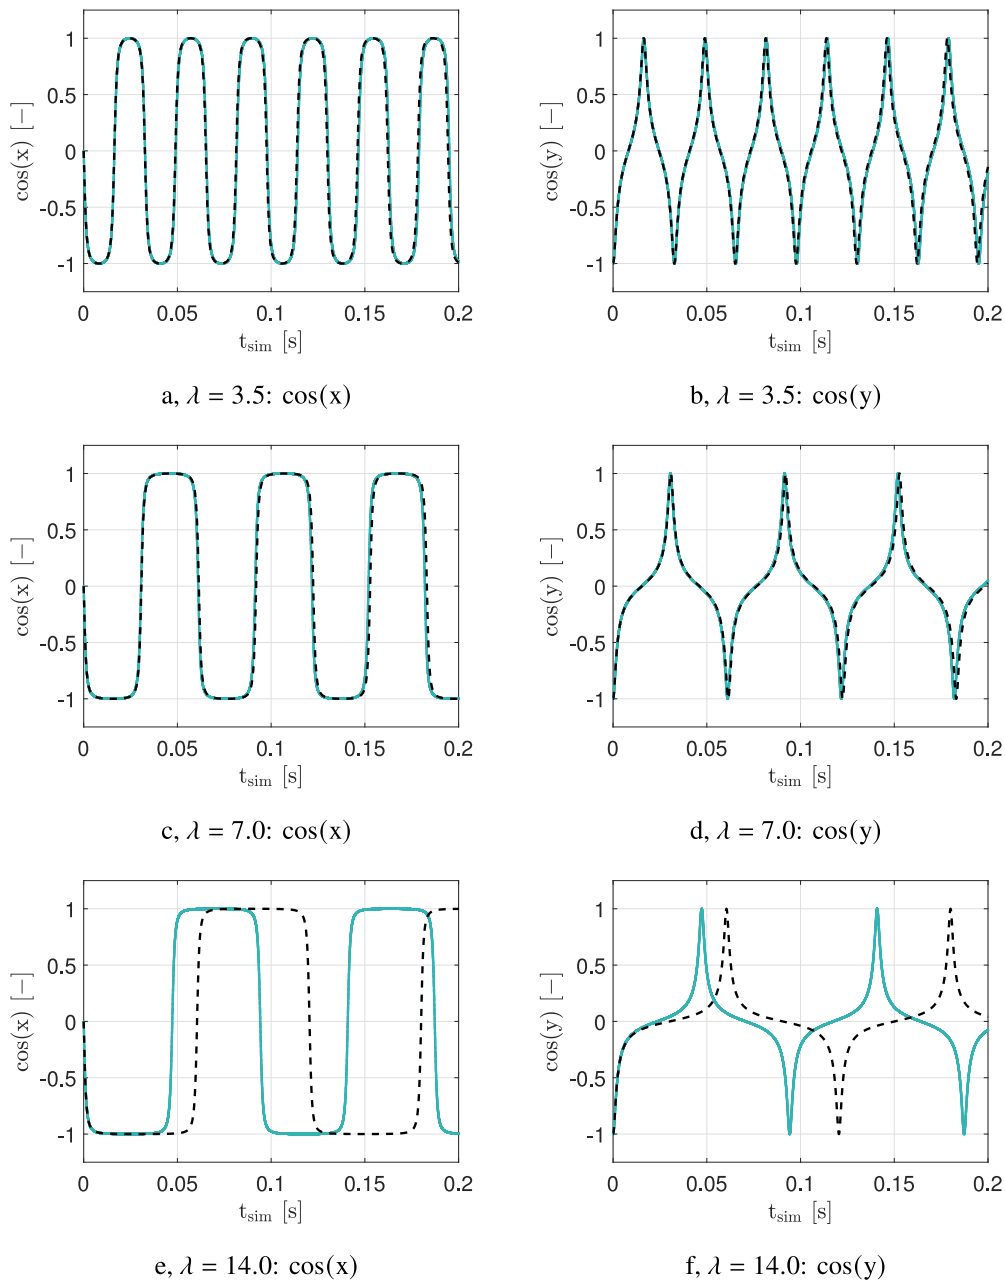 cos(x) [−]
1
0.5
0
-0.5
-1
0 0.05 0.1 0.15 0.2
t_sim [s]
a, λ = 3.5: cos(x)
cos(y) [−]
1
0.5
0
-0.5
-1
0 0.05 0.1 0.15 0.2
t_sim [s]
b, λ = 3.5: cos(y)
cos(x) [−]
1
0.5
0
-0.5
-1
0 0.05 0.1 0.15 0.2
t_sim [s]
c, λ = 7.0: cos(x)
cos(y) [−]
1
0.5
0
-0.5
-1
0 0.05 0.1 0.15 0.2
t_sim [s]
d, λ = 7.0: cos(y)
cos(x) [−]
1
0.5
0
-0.5
-1
0 0.05 0.1 0.15 0.2
t_sim [s]
e, λ = 14.0: cos(x)
cos(y) [−]
1
0.5
0
-0.5
-1
0 0.05 0.1 0.15 0.2
t_sim [s]
f, λ = 14.0: cos(y)